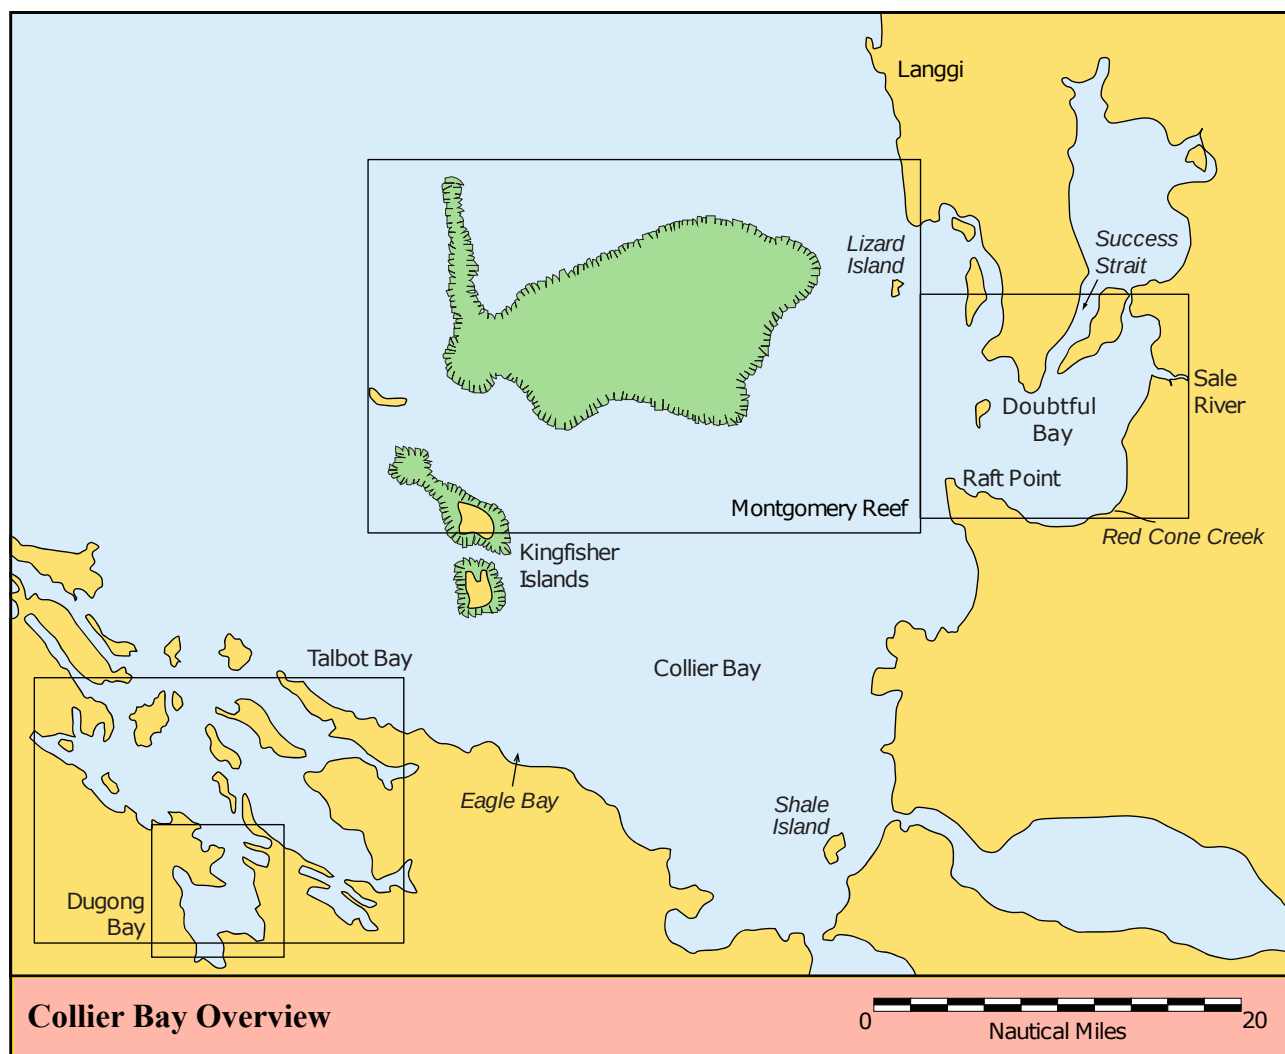 Langgi
Lizard
Island
Success
Strait
Sale
River
Doubtful
Bay
Raft Point
Montgomery Reef
Red Cone Creek
Kingfisher
Islands
Talbot Bay
Collier Bay
Eagle Bay
Shale
Island
Dugong
Bay
Collier Bay Overview
0
20
Nautical Miles